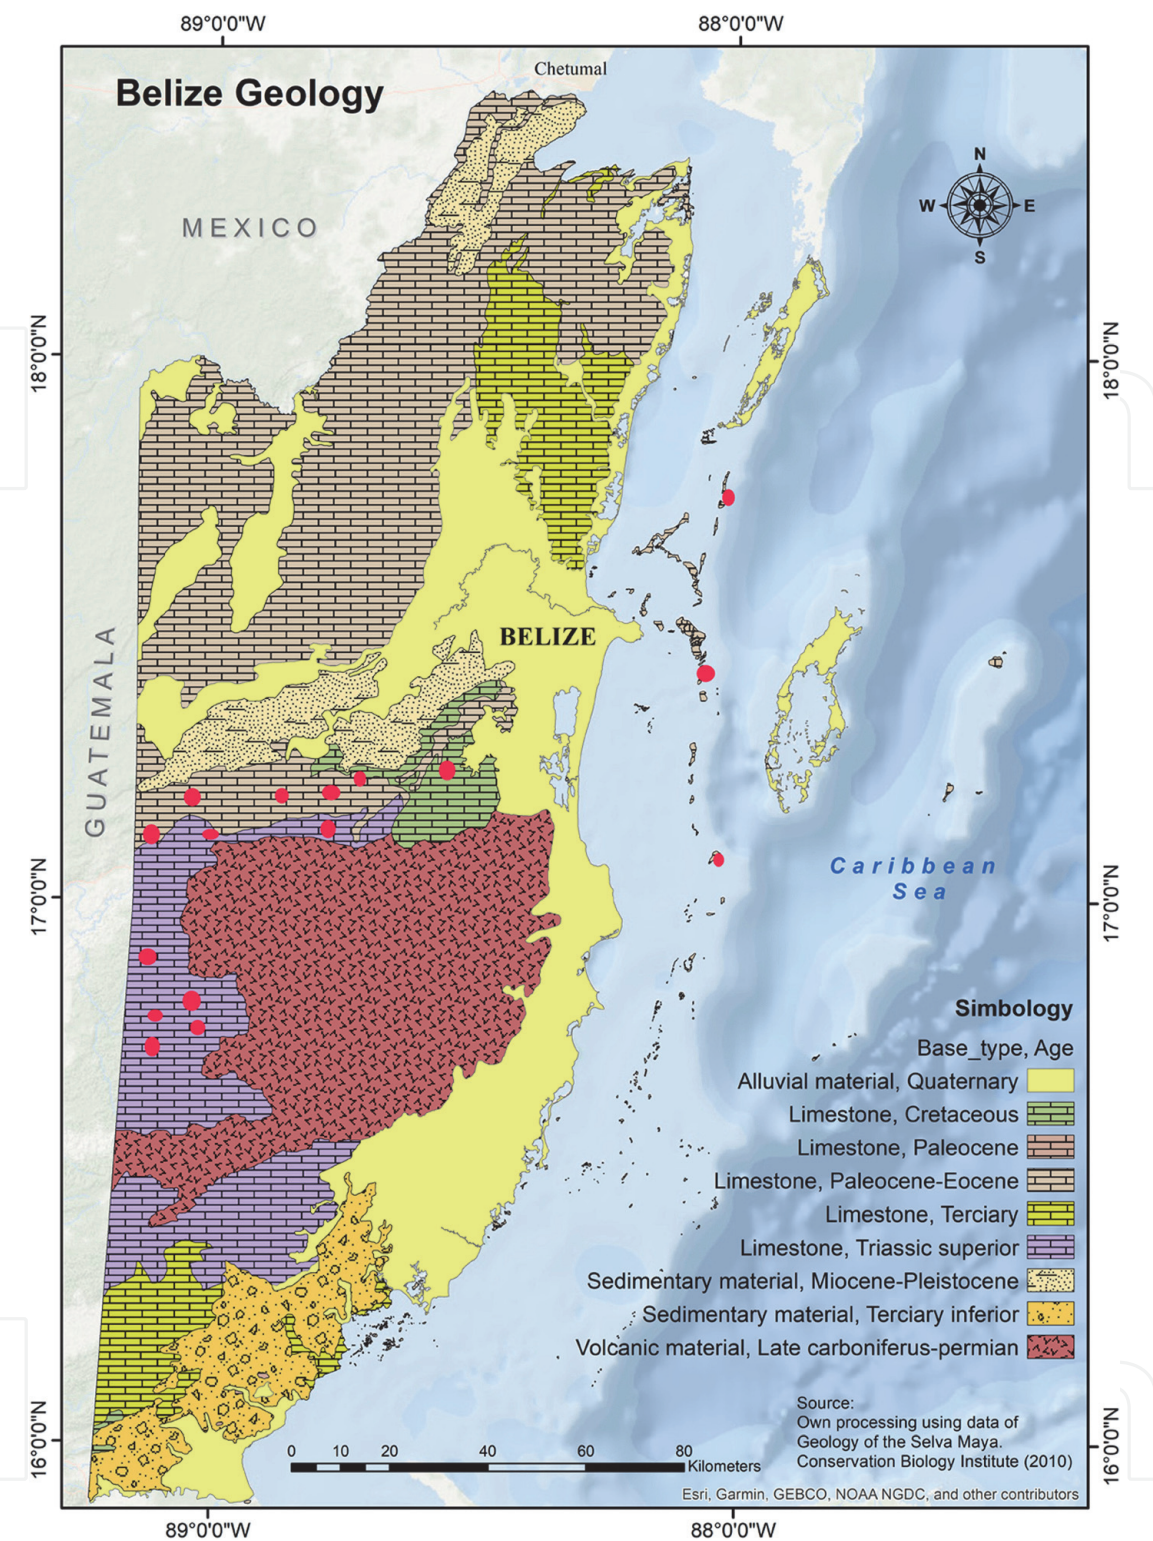 89°0'0"W
88°0'0"W
Belize Geology
Chetumal
MEXICO
N
W
E
S
18°0'0"N
18°0'0"N
GUATEMALA
BELIZE
17°0'0"N
17°0'0"N
Caribbean
Sea
Simbology
Base_type, Age
Alluvial material, Quaternary
Limestone, Cretaceous
Limestone, Paleocene
Limestone, Paleocene-Eocene
Limestone, Terciary
Limestone, Triassic superior
Sedimentary material, Miocene-Pleistocene
Sedimentary material, Terciary inferior
Volcanic material, Late carboniferus-permian
Source:
Own processing using data of
Geology of the Selva Maya.
Conservation Biology Institute (2010)
16°0'0"N
16°0'0"N
0 10 20 40 60 80
Kilometers
Esri, Garmin, GEBCO, NOAA NGDC, and other contributors
89°0'0"W
88°0'0"W